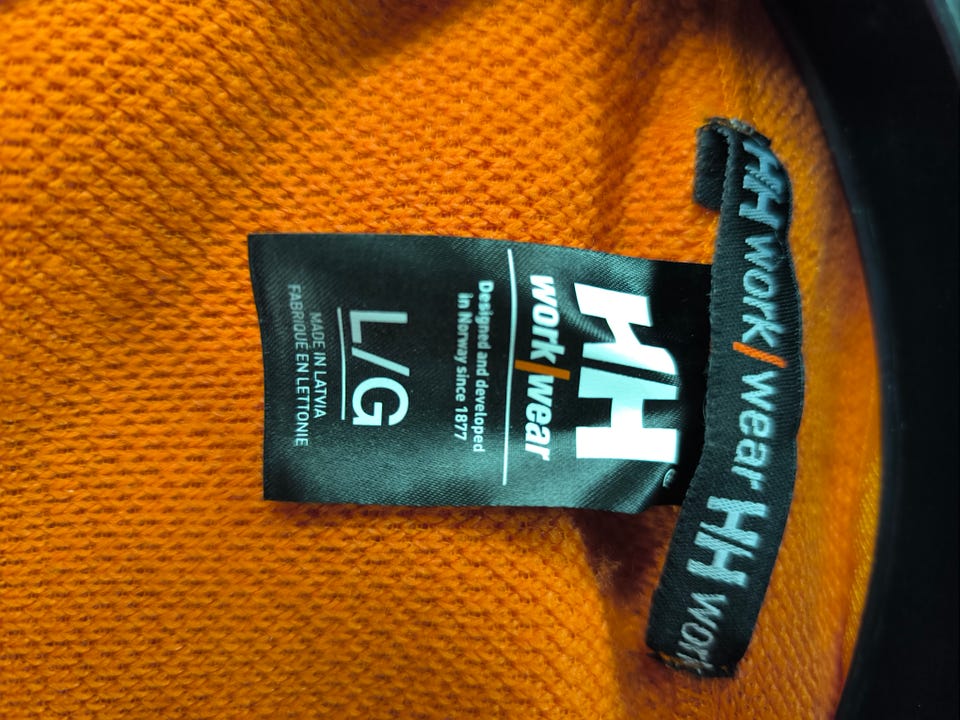 HH work/wear HH work
HH®
work/wear
Designed and developed
in Norway since 1877
L/G
MADE IN LATVIA
FABRIQUÉ EN LETTONIE